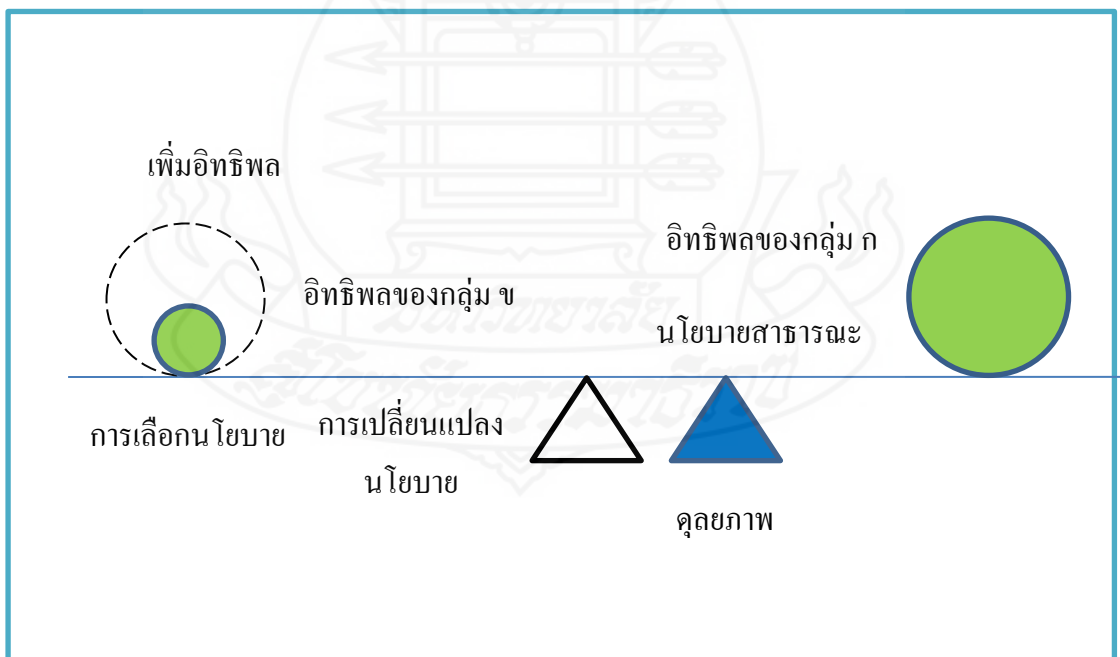 เพิ่มอิทธิพล
อิทธิพลของกลุ่ม ก
อิทธิพลของกลุ่ม ข
นโยบายสาธารณะ
การเลือกนโยบาย
การเปลี่ยนแปลง
นโยบาย
ดุลยภาพ